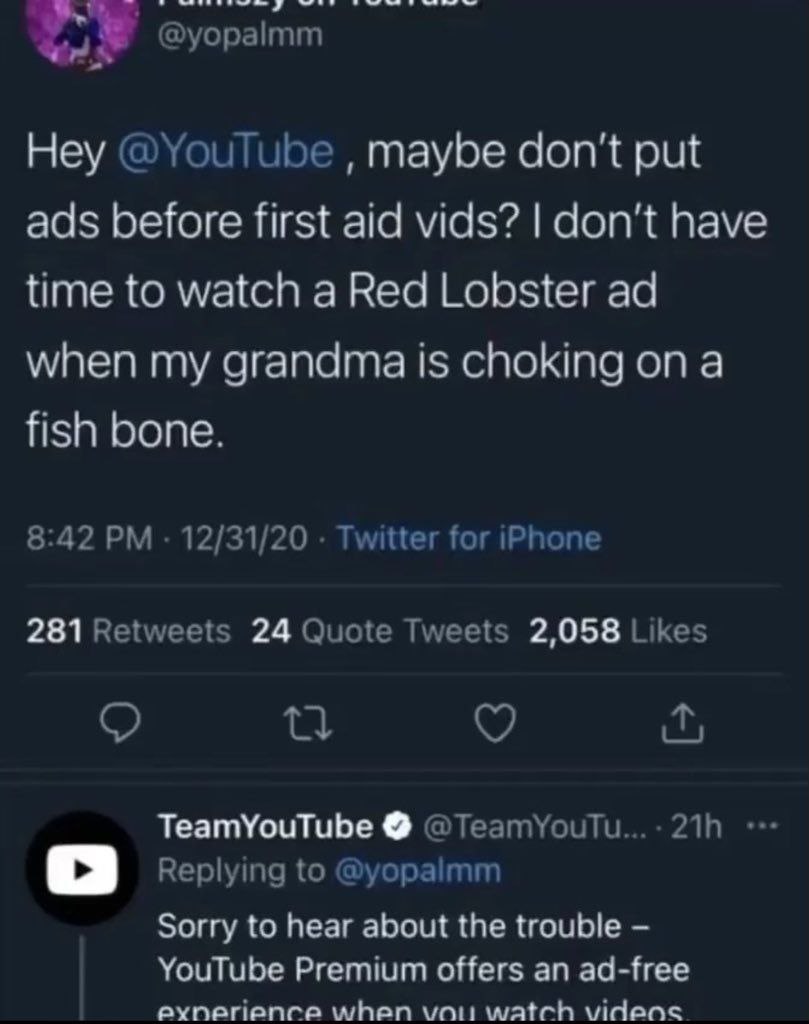 @yopalmm
Hey @YouTube , maybe don't put
ads before first aid vids? I don't have
time to watch a Red Lobster ad
when my grandma is choking on a
fish bone.
8:42 PM · 12/31/20 · Twitter for iPhone
281 Retweets 24 Quote Tweets 2,058 Likes
TeamYouTube @TeamYouTu... · 21h ...
Replying to @yopalmm
Sorry to hear about the trouble –
YouTube Premium offers an ad-free
experience when you watch videos.